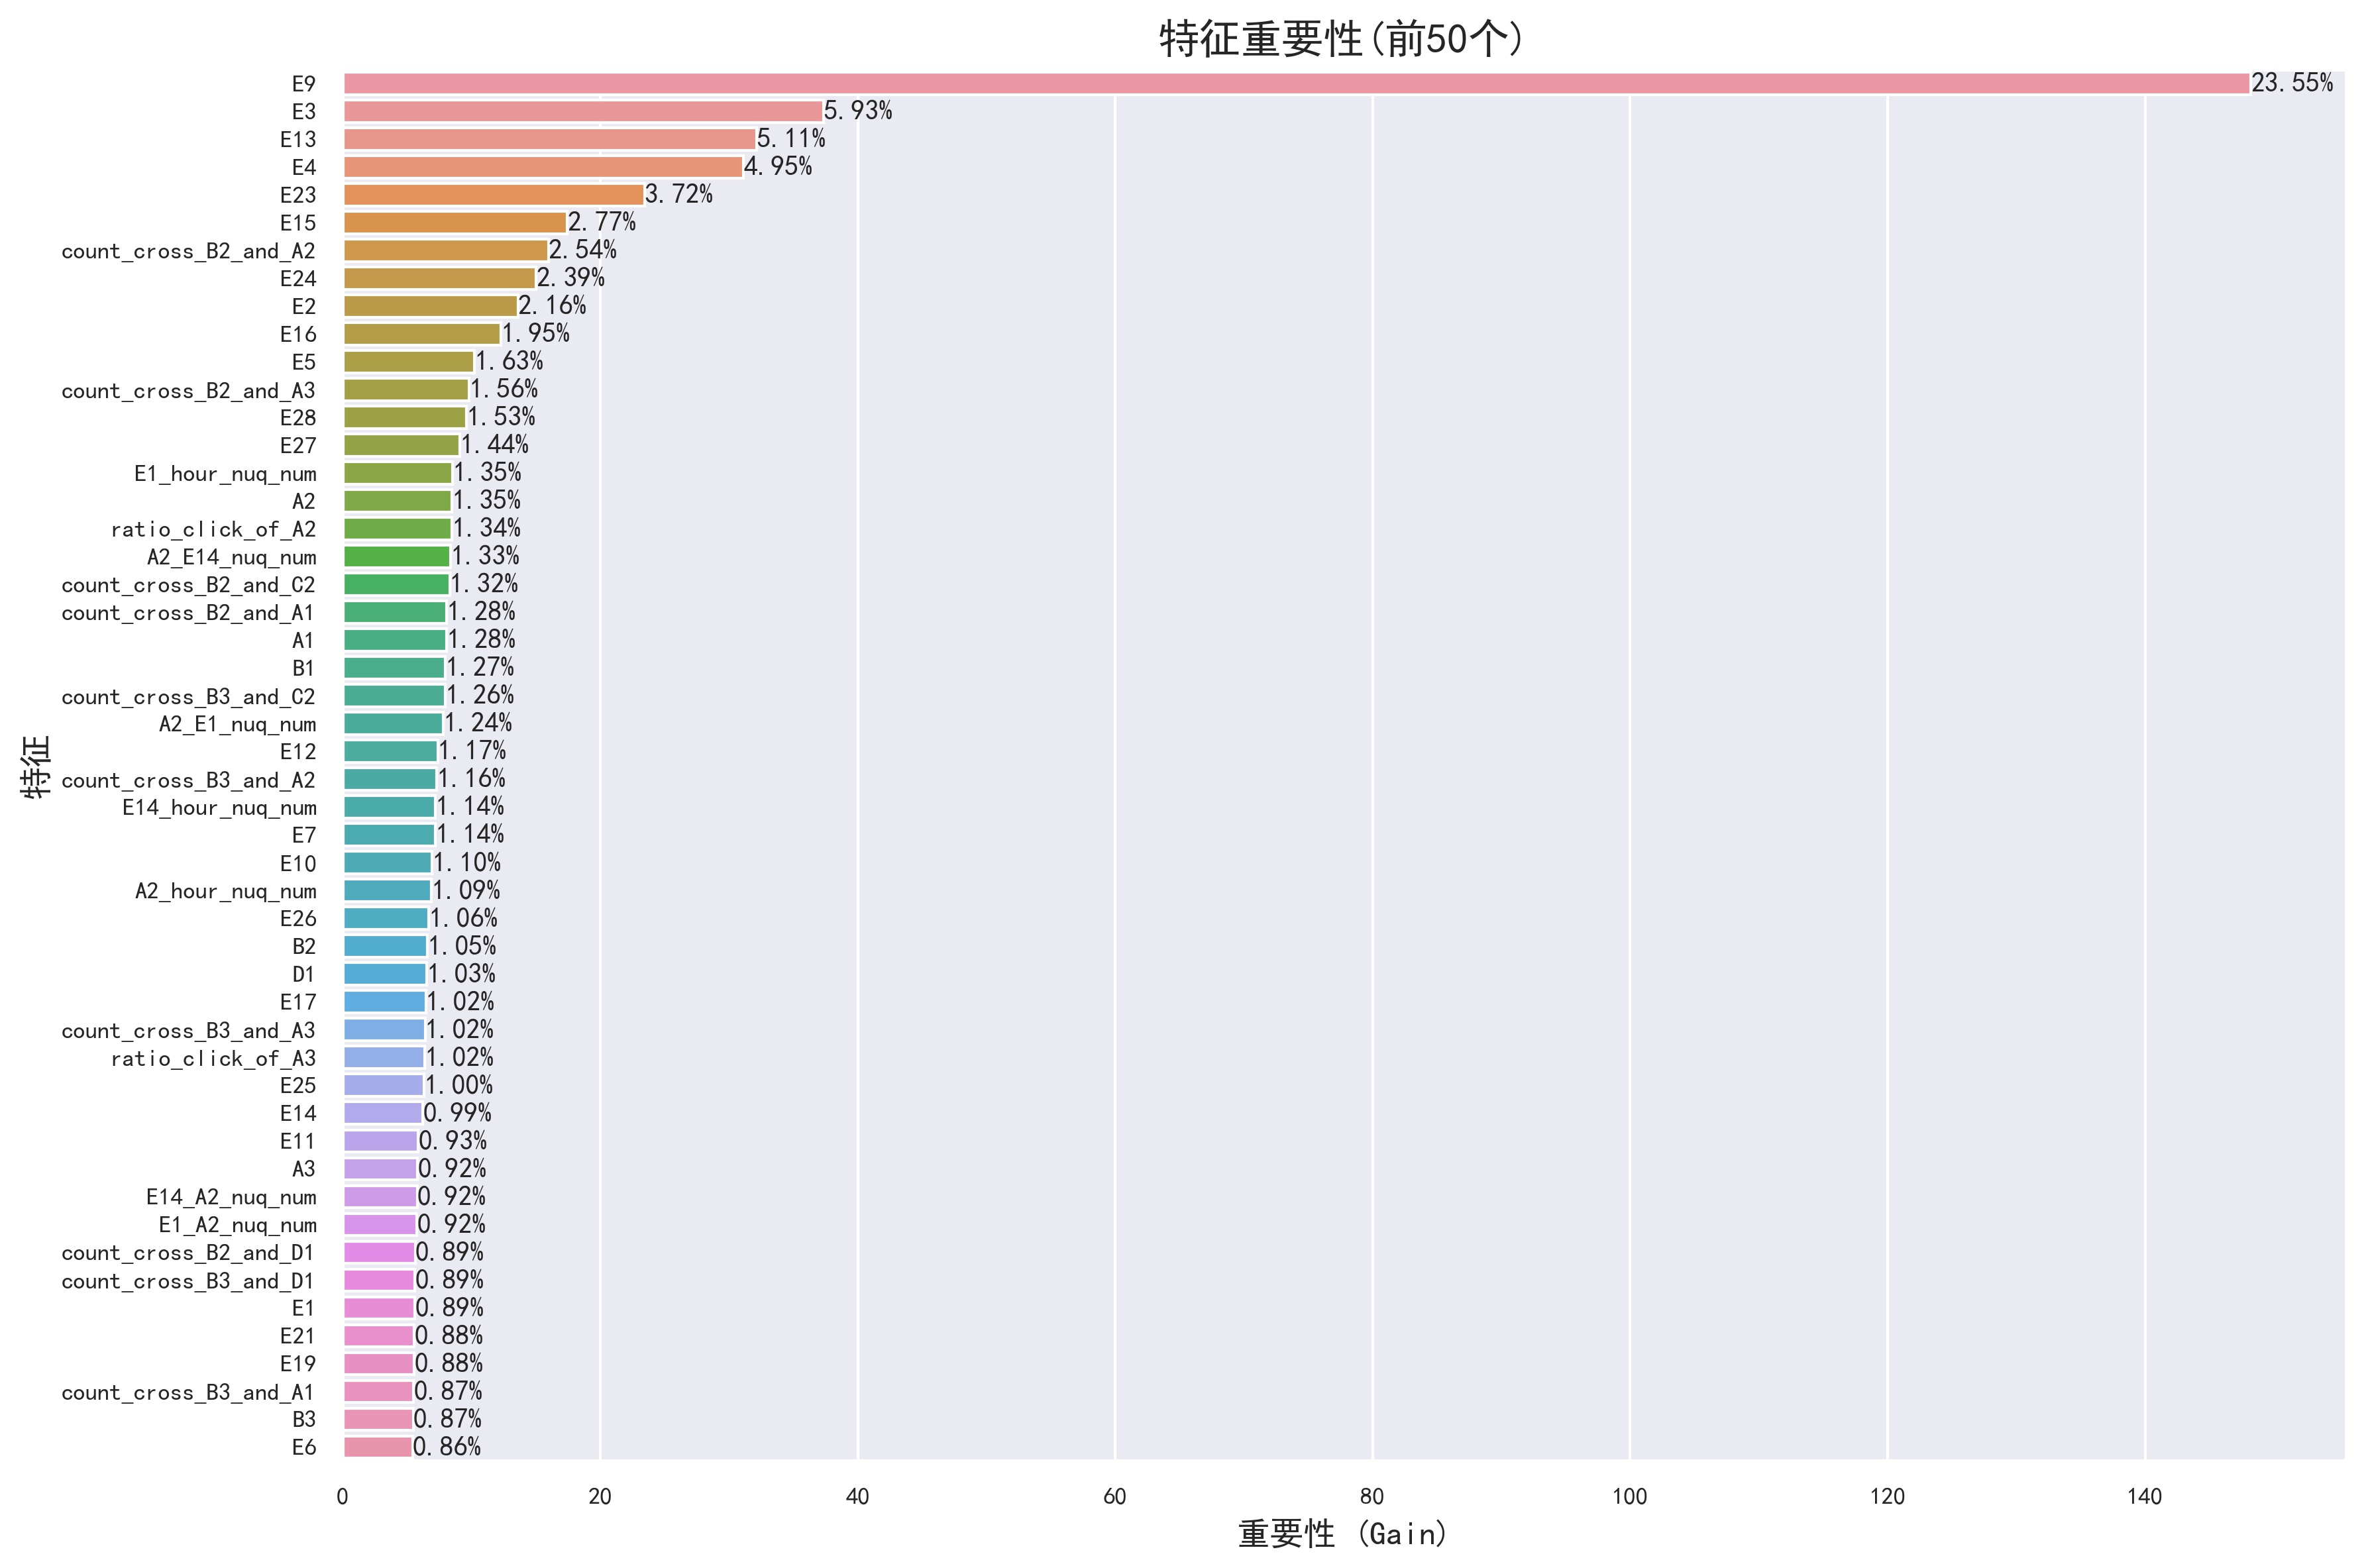 特征重要性(前50个)
E9 23.55%
E3 5.93%
E13 5.11%
E4 4.95%
E23 3.72%
E15 2.77%
count_cross_B2_and_A2 2.54%
E24 2.39%
E2 2.16%
E16 1.95%
E5 1.63%
count_cross_B2_and_A3 1.56%
E28 1.53%
E27 1.44%
E1_hour_nuq_num 1.35%
A2 1.35%
ratio_click_of_A2 1.34%
A2_E14_nuq_num 1.33%
count_cross_B2_and_C2 1.32%
count_cross_B2_and_A1 1.28%
A1 1.28%
B1 1.27%
count_cross_B3_and_C2 1.26%
A2_E1_nuq_num 1.24%
E12 1.17%
特征
count_cross_B3_and_A2 1.16%
E14_hour_nuq_num 1.14%
E7 1.14%
E10 1.10%
A2_hour_nuq_num 1.09%
E26 1.06%
B2 1.05%
D1 1.03%
E17 1.02%
count_cross_B3_and_A3 1.02%
ratio_click_of_A3 1.02%
E25 1.00%
E14 0.99%
E11 0.93%
A3 0.92%
E14_A2_nuq_num 0.92%
E1_A2_nuq_num 0.92%
count_cross_B2_and_D1 0.89%
count_cross_B3_and_D1 0.89%
E1 0.89%
E21 0.88%
E19 0.88%
count_cross_B3_and_A1 0.87%
B3 0.87%
E6 0.86%
0 20 40 60 80 100 120 140
重要性 (Gain)